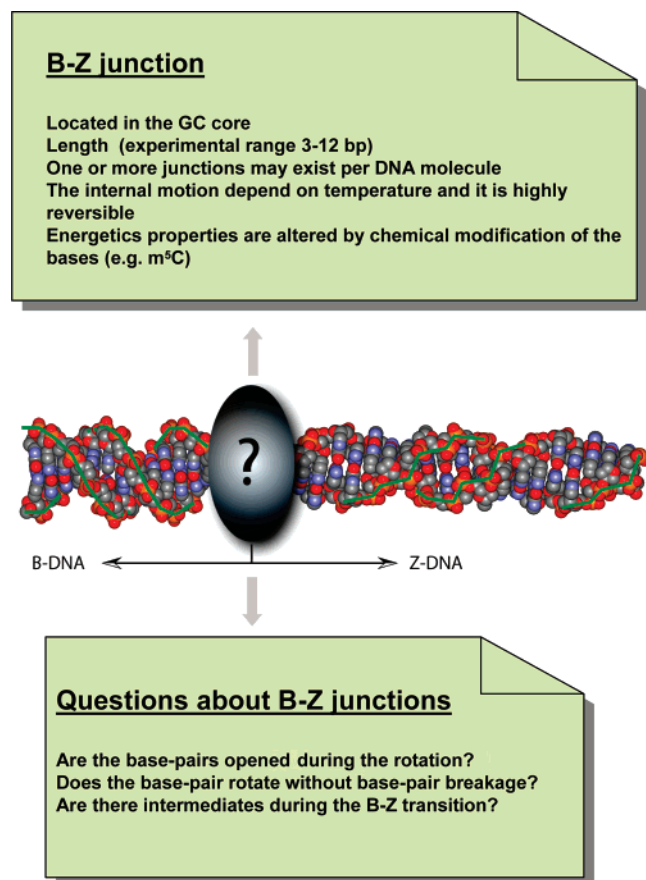 B-Z junction
Located in the GC core
Length (experimental range 3-12 bp)
One or more junctions may exist per DNA molecule
The internal motion depend on temperature and it is highly
reversible
Energetics properties are altered by chemical modification of the
bases (e.g. m⁵C)
?
B-DNA
Z-DNA
Questions about B-Z junctions
Are the base-pairs opened during the rotation?
Does the base-pair rotate without base-pair breakage?
Are there intermediates during the B-Z transition?